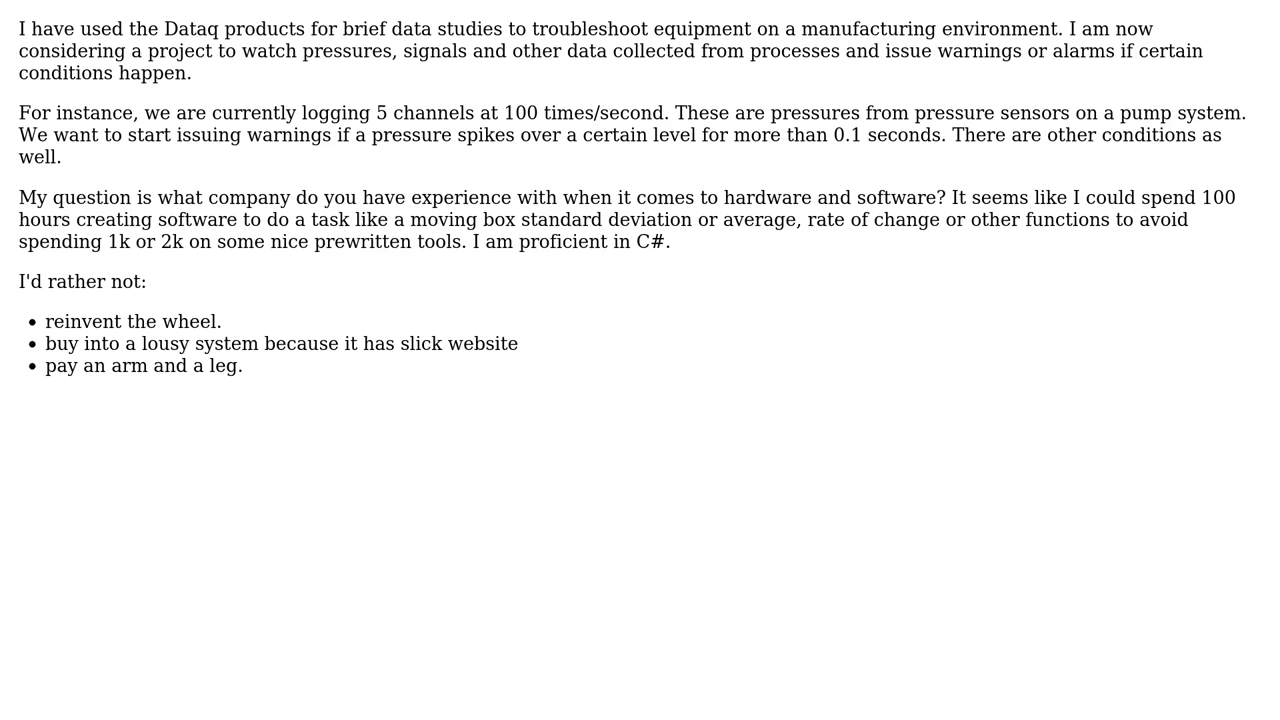 I have used the Dataq products for brief data studies to troubleshoot equipment on a manufacturing environment. I am now
considering a project to watch pressures, signals and other data collected from processes and issue warnings or alarms if certain
conditions happen.
For instance, we are currently logging 5 channels at 100 times/second. These are pressures from pressure sensors on a pump system.
We want to start issuing warnings if a pressure spikes over a certain level for more than 0.1 seconds. There are other conditions as
well.
My question is what company do you have experience with when it comes to hardware and software? It seems like I could spend 100
hours creating software to do a task like a moving box standard deviation or average, rate of change or other functions to avoid
spending 1k or 2k on some nice prewritten tools. I am proficient in C#.
I'd rather not:
• reinvent the wheel.
• buy into a lousy system because it has slick website
• pay an arm and a leg.